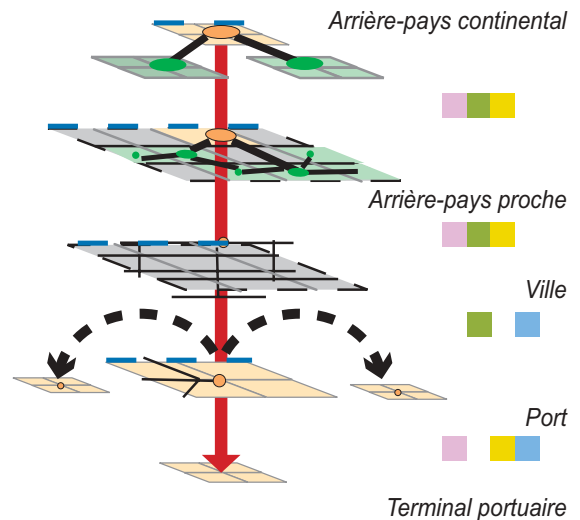 Arrière-pays continental
Arrière-pays proche
Ville
Port
Terminal portuaire